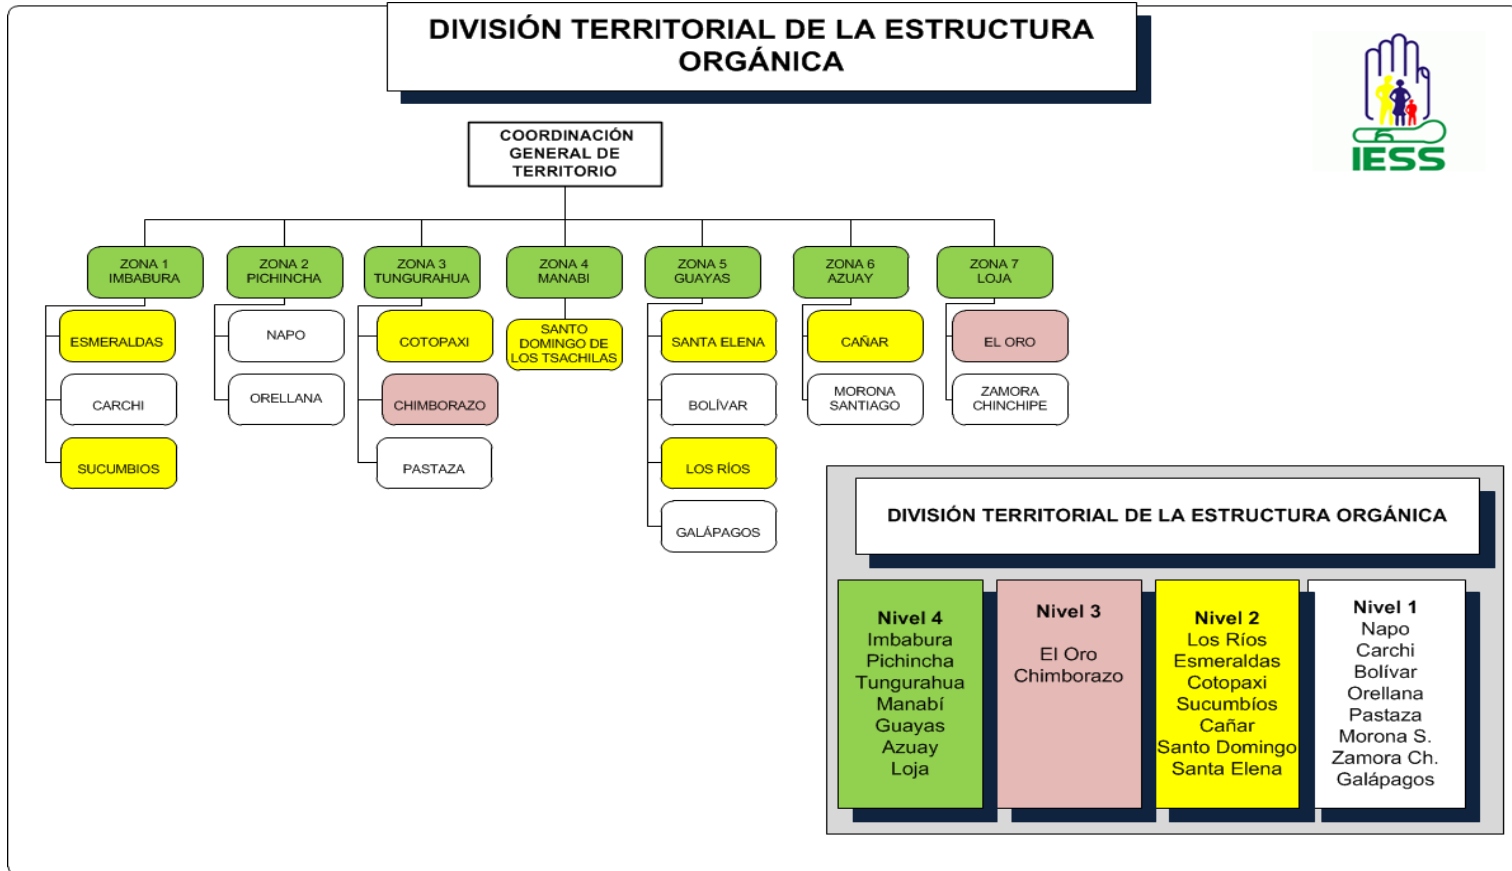 DIVISIÓN TERRITORIAL DE LA ESTRUCTURA
ORGÁNICA
IESS
COORDINACIÓN
GENERAL DE
TERRITORIO
ZONA 1
IMBABURA
ZONA 2
PICHINCHA
ZONA 3
TUNGURAHUA
ZONA 4
MANABI
ZONA 5
GUAYAS
ZONA 6
AZUAY
ZONA 7
LOJA
ESMERALDAS
CARCHI
SUCUMBIOS
NAPO
ORELLANA
COTOPAXI
CHIMBORAZO
PASTAZA
SANTO
DOMINGO DE
LOS TSACHILAS
SANTA ELENA
BOLÍVAR
LOS RÍOS
GALÁPAGOS
CAÑAR
MORONA
SANTIAGO
EL ORO
ZAMORA
CHINCHIPE
DIVISIÓN TERRITORIAL DE LA ESTRUCTURA ORGÁNICA
Nivel 4
Imbabura
Pichincha
Tungurahua
Manabí
Guayas
Azuay
Loja
Nivel 3
El Oro
Chimborazo
Nivel 2
Los Ríos
Esmeraldas
Cotopaxi
Sucumbíos
Cañar
Santo Domingo
Santa Elena
Nivel 1
Napo
Carchi
Bolívar
Orellana
Pastaza
Morona S.
Zamora Ch.
Galápagos